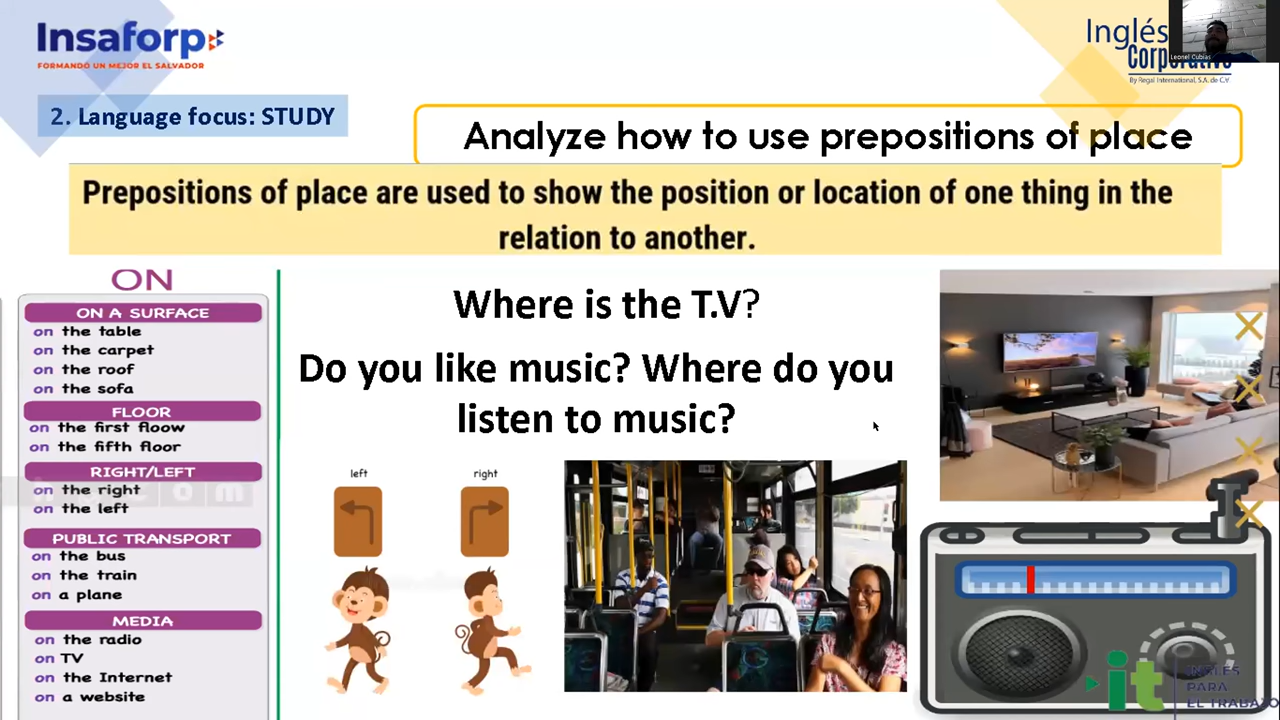 Insaforp
FORMANDO UN MEJOR EL SALVADOR
Inglés
Corporativo
By Regal International, S.A. de C.V
Leonel Cubias
2. Language focus: STUDY
Analyze how to use prepositions of place
Prepositions of place are used to show the position or location of one thing in the
relation to another.
ON
ON A SURFACE
on the table
on the carpet
on the roof
on the sofa
FLOOR
on the first floow
on the fifth floor
RIGHT/LEFT
on the right
on the left
PUBLIC TRANSPORT
on the bus
on the train
on a plane
MEDIA
on the radio
on TV
on the Internet
on a website
Where is the T.V?
Do you like music? Where do you
listen to music?
left
right
it
INGLÉS
PARA
EL TRABAJO